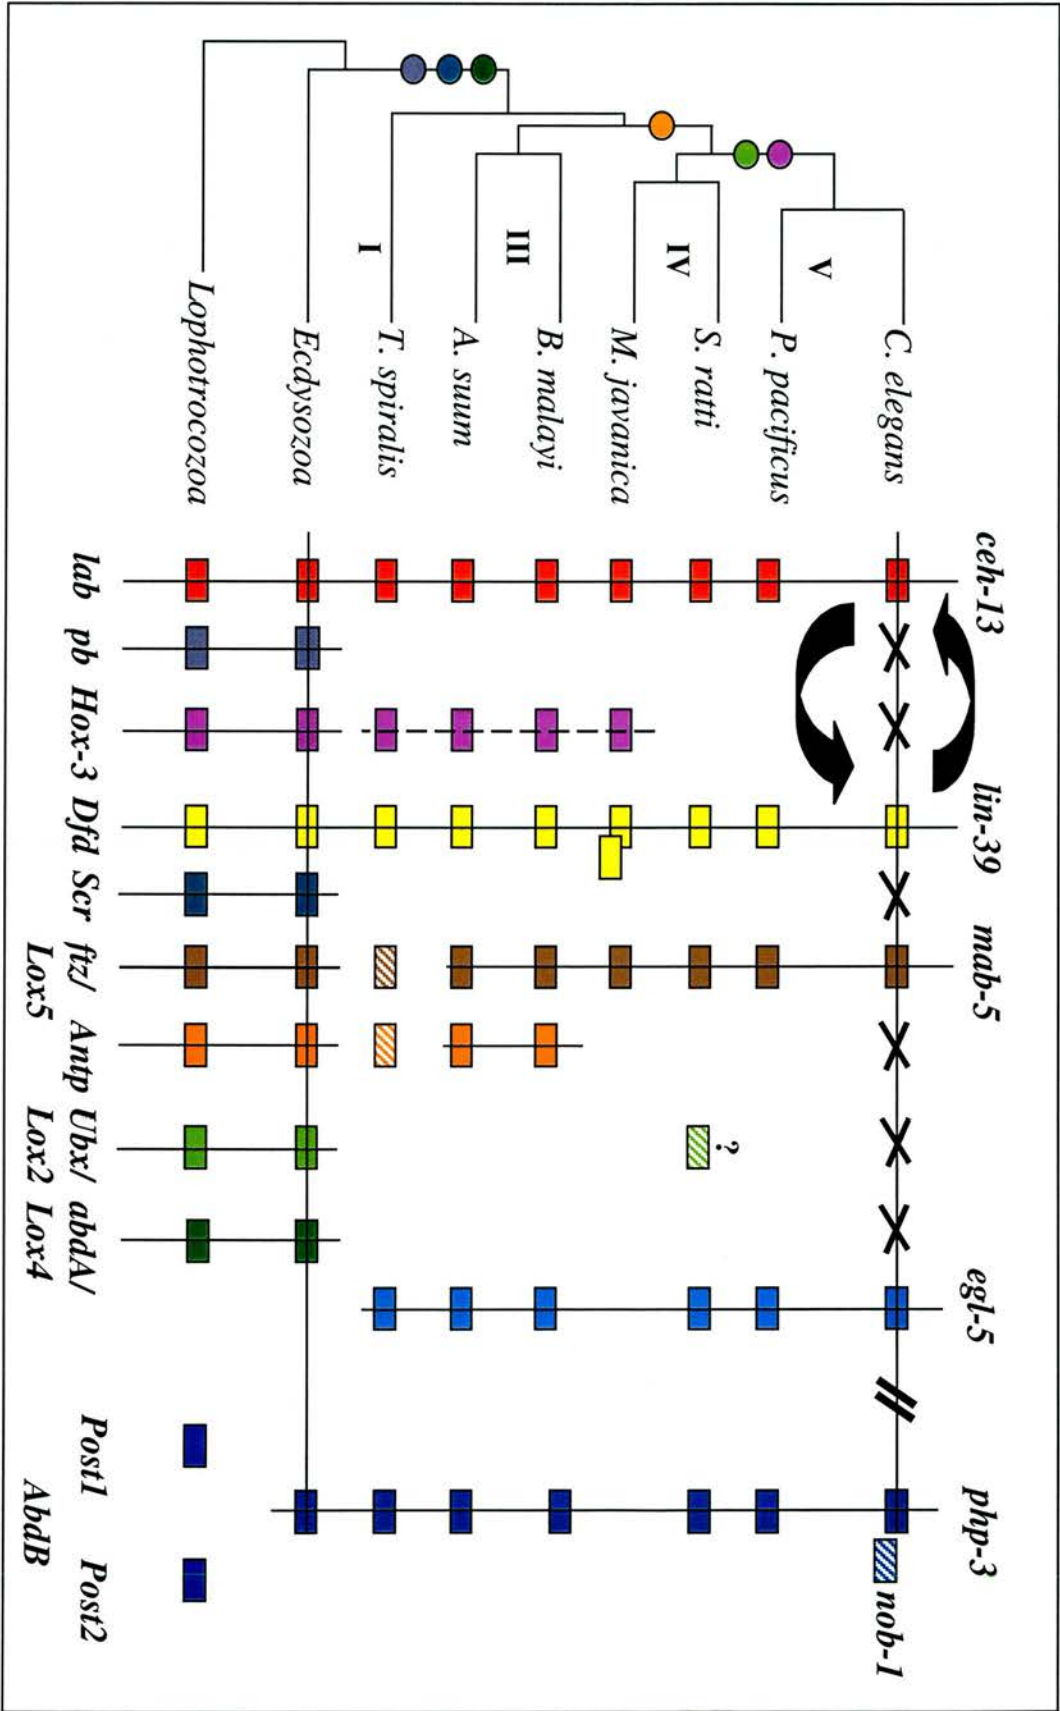 ceh-13
lin-39
mab-5
egl-5
php-3
nob-1
C. elegans
P. pacificus
S. ratti
M. javanica
B. malayi
A. suum
T. spiralis
Ecdysozoa
Lophotrocozoa
V
IV
III
I
?
lab
pb
Hox-3
Dfd
Scr
ftz/
Lox5
Antp
Ubx/
Lox2
abdA/
Lox4
Post1
Post2
AbdB